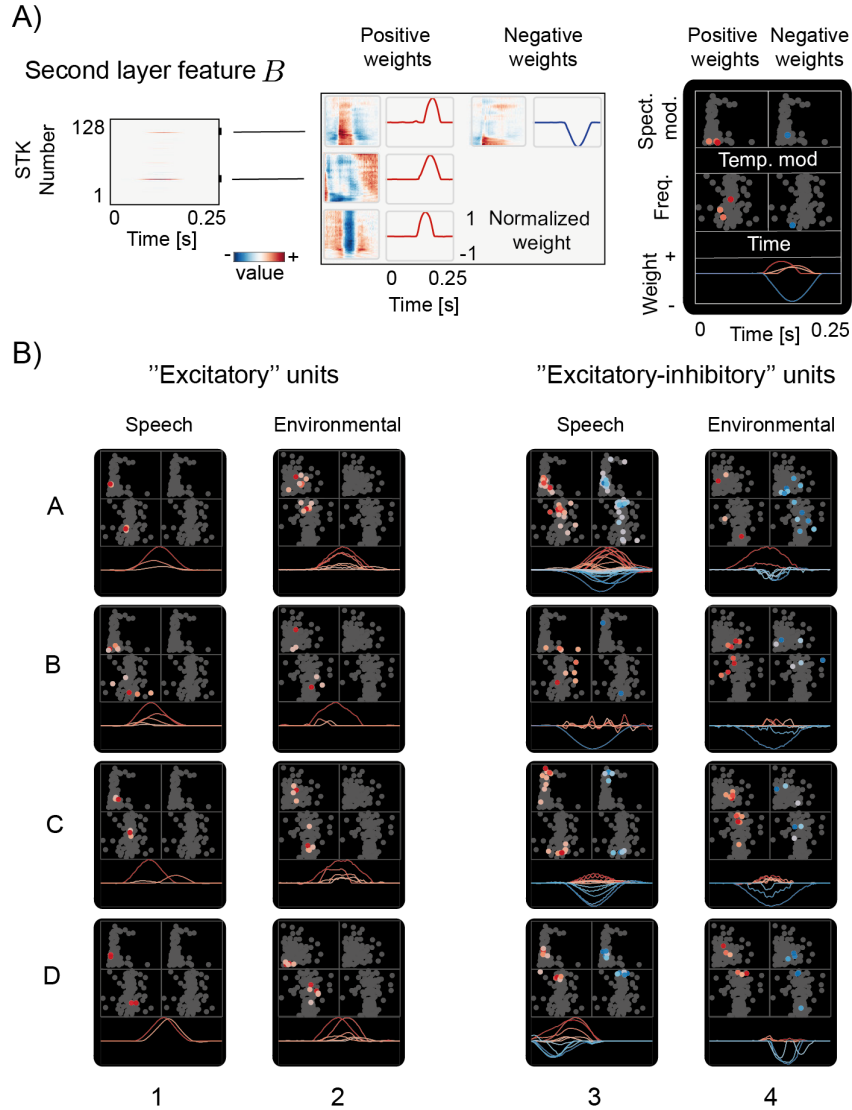 A)
Positive weights
Negative weights
Second layer feature B
STK Number
128
1
0
0.25
Time [s]
-
+
value
Normalized weight
1
-1
0
0.25
Time [s]
Positive weights
Negative weights
Spect. mod.
Temp. mod
Freq.
Time
Weight
+
-
0
0.25
Time [s]
B)
"Excitatory" units
"Excitatory-inhibitory" units
Speech
Environmental
Speech
Environmental
A
B
C
D
1
2
3
4